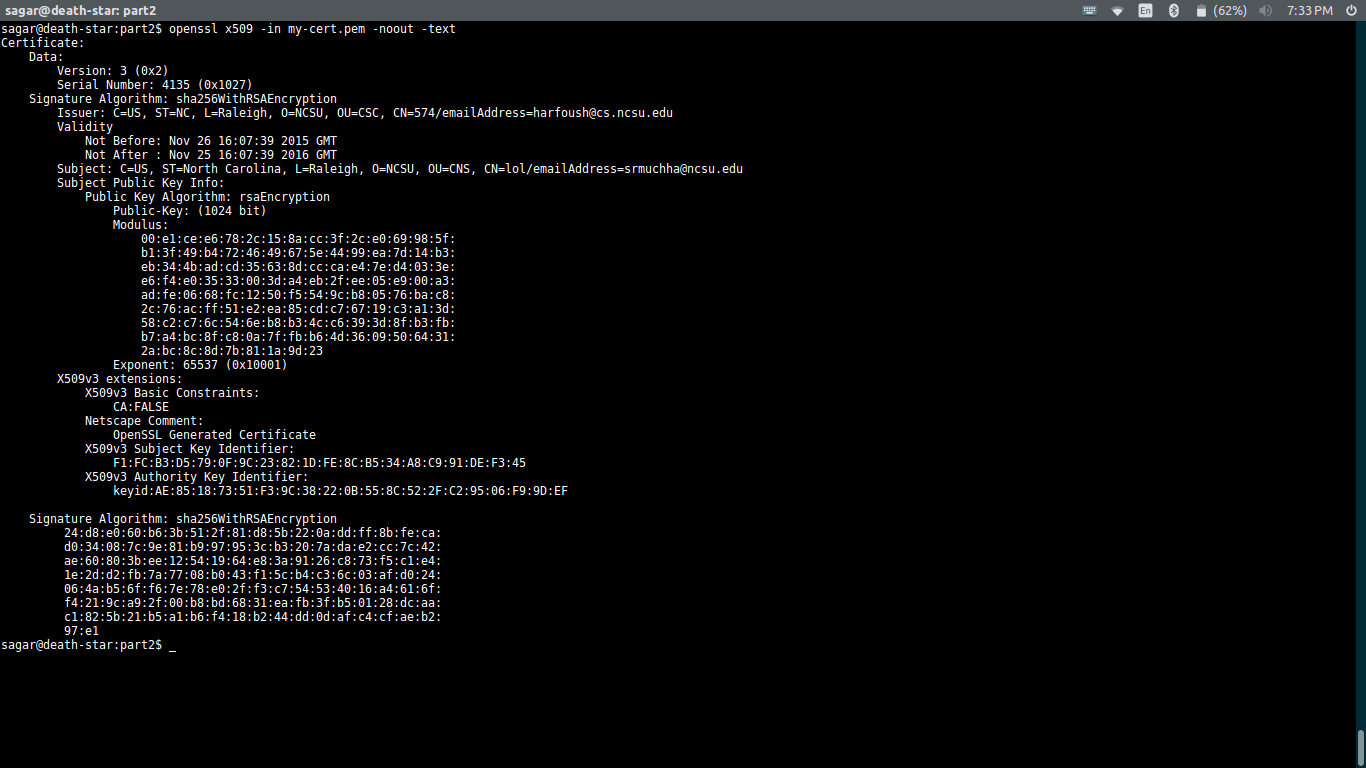 sagar@death-star: part2
En
(62%)
7:33 PM
sagar@death-star:part2$ openssl x509 -in my-cert.pem -noout -text
Certificate:
    Data:
        Version: 3 (0x2)
        Serial Number: 4135 (0x1027)
    Signature Algorithm: sha256WithRSAEncryption
        Issuer: C=US, ST=NC, L=Raleigh, O=NCSU, OU=CSC, CN=574/emailAddress=harfoush@cs.ncsu.edu
        Validity
            Not Before: Nov 26 16:07:39 2015 GMT
            Not After : Nov 25 16:07:39 2016 GMT
        Subject: C=US, ST=North Carolina, L=Raleigh, O=NCSU, OU=CNS, CN=lol/emailAddress=srmuchha@ncsu.edu
        Subject Public Key Info:
            Public Key Algorithm: rsaEncryption
                Public-Key: (1024 bit)
                Modulus:
                    00:e1:ce:e6:78:2c:15:8a:cc:3f:2c:e0:69:98:5f:
                    b1:3f:49:b4:72:46:49:67:5e:44:99:ea:7d:14:b3:
                    eb:34:4b:ad:cd:35:63:8d:cc:ca:e4:7e:d4:03:3e:
                    e6:f4:e0:35:33:00:3d:a4:eb:2f:ee:05:e9:00:a3:
                    ad:fe:06:68:fc:12:50:f5:54:9c:b8:05:76:ba:c8:
                    2c:76:ac:ff:51:e2:ea:85:cd:c7:67:19:c3:a1:3d:
                    58:c2:c7:6c:54:6e:b8:b3:4c:c6:39:3d:8f:b3:fb:
                    b7:a4:bc:8f:c8:0a:7f:fb:b6:4d:36:09:50:64:31:
                    2a:bc:8c:8d:7b:81:1a:9d:23
                Exponent: 65537 (0x10001)
        X509v3 extensions:
            X509v3 Basic Constraints:
                CA:FALSE
            Netscape Comment:
                OpenSSL Generated Certificate
            X509v3 Subject Key Identifier:
                F1:FC:B3:D5:79:0F:9C:23:82:1D:FE:8C:B5:34:A8:C9:91:DE:F3:45
            X509v3 Authority Key Identifier:
                keyid:AE:85:18:73:51:F3:9C:38:22:0B:55:8C:52:2F:C2:95:06:F9:9D:EF
    Signature Algorithm: sha256WithRSAEncryption
         24:d8:e0:60:b6:3b:51:2f:81:d8:5b:22:0a:dd:ff:8b:fe:ca:
         d0:34:08:7c:9e:81:b9:97:95:3c:b3:20:7a:da:e2:cc:7c:42:
         ae:60:80:3b:ee:12:54:19:64:e8:3a:91:26:c8:73:f5:c1:e4:
         1e:2d:d2:fb:7a:77:08:b0:43:f1:5c:b4:c3:6c:03:af:d0:24:
         06:4a:b5:6f:f6:7e:78:e0:2f:f3:c7:54:53:40:16:a4:61:6f:
         f4:21:9c:a9:2f:00:b8:bd:68:31:ea:fb:3f:b5:01:28:dc:aa:
         c1:82:5b:21:b5:a1:b6:f4:18:b2:44:dd:0d:af:c4:cf:ae:b2:
         97:e1
sagar@death-star:part2$ _